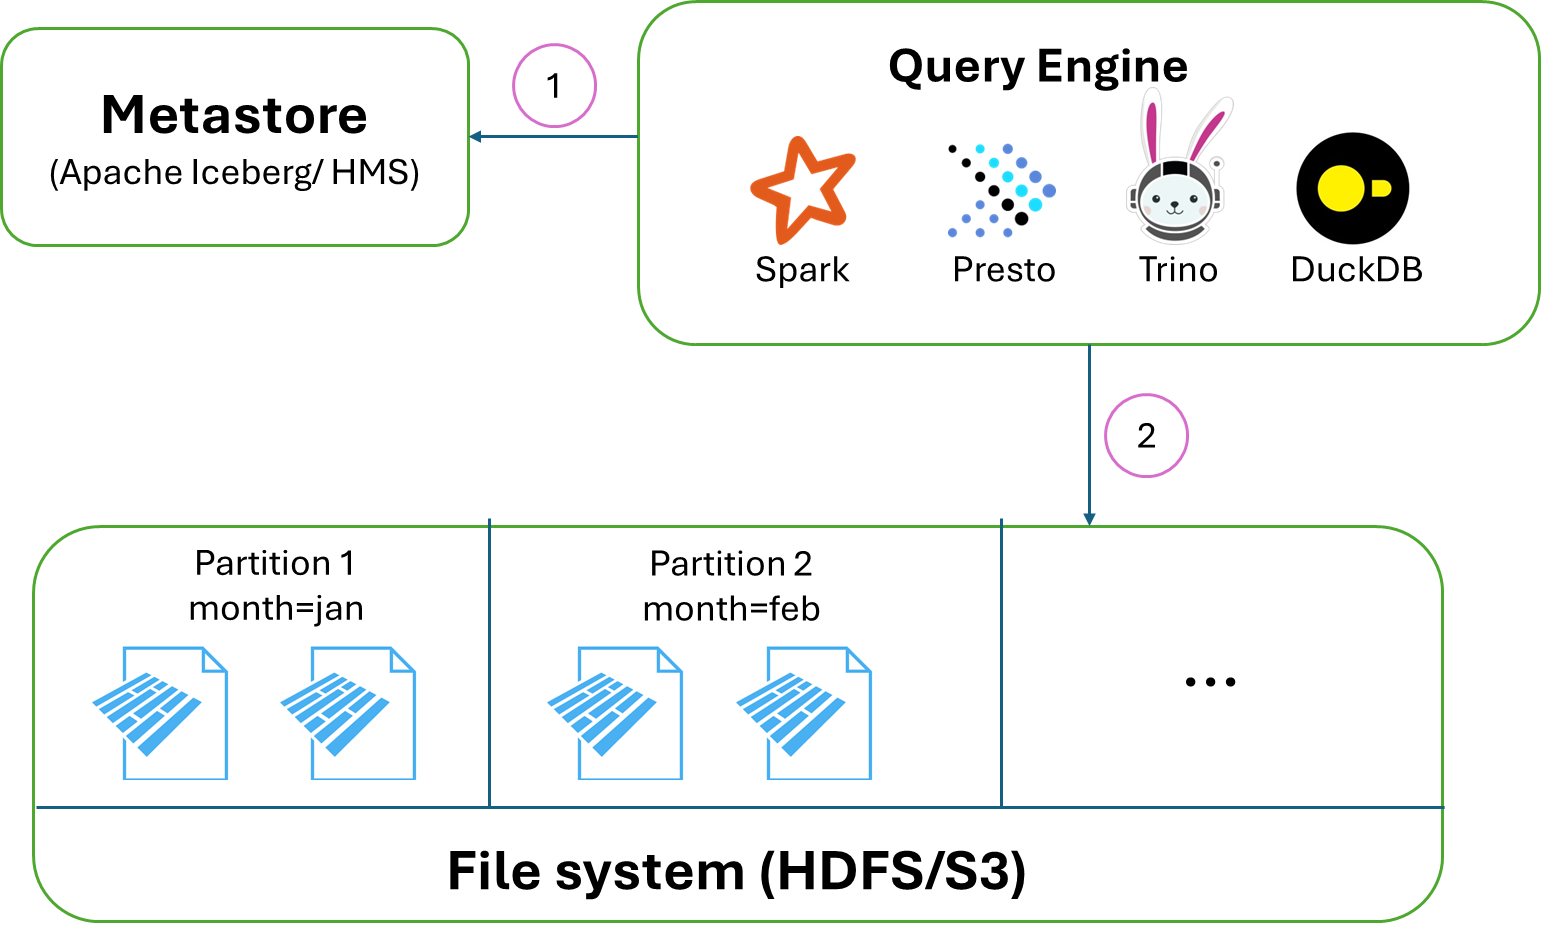 Metastore
(Apache Iceberg/ HMS)
1
Query Engine
Spark
Presto
Trino
DuckDB
2
Partition 1
month=jan
Partition 2
month=feb
...
File system (HDFS/S3)